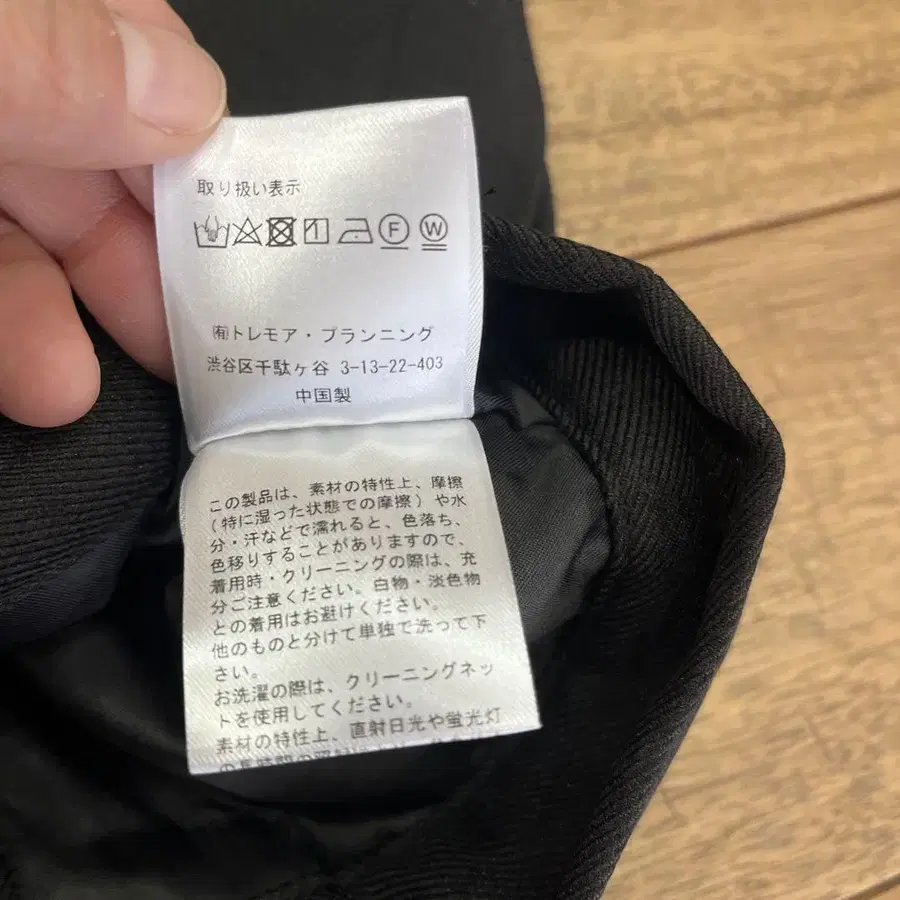 取り扱い表示
F W
㈲トレモア・プランニング
渋谷区千駄ヶ谷 3-13-22-403
中国製
この製品は、素材の特性上、摩擦
(特に湿った状態での摩擦)や水
分・汗などで濡れると、色落ち、
色移りすることがありますので、
着用時・クリーニングの際は、充
分ご注意ください。白物・淡色物
との着用はお避けください。
他のものと分けて単独で洗って下
さい。
お洗濯の際は、クリーニングネッ
トを使用してください。
素材の特性上、直射日光や蛍光灯
の長時間の